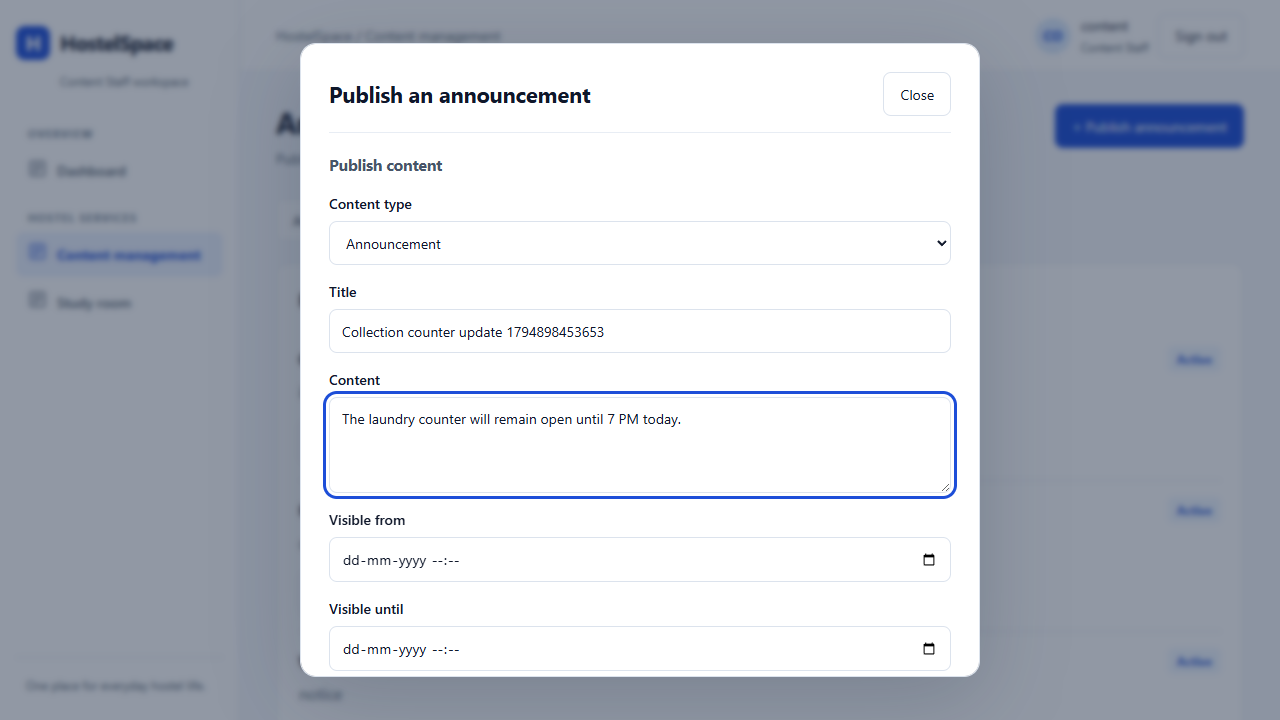 H HostelSpace
Content Staff workspace
OVERVIEW
Dashboard
HOSTEL SERVICES
Content management
Study room
One place for everyday hostel life
HostelSpace / Content management
content
Content Staff
Sign out
+ Publish announcement
Publish an announcement
Close
Publish content
Content type
Announcement
Title
Collection counter update 1794898453653
Content
The laundry counter will remain open until 7 PM today.
Visible from
dd-mm-yyyy --:--
Visible until
dd-mm-yyyy --:--
Active
Active
Active